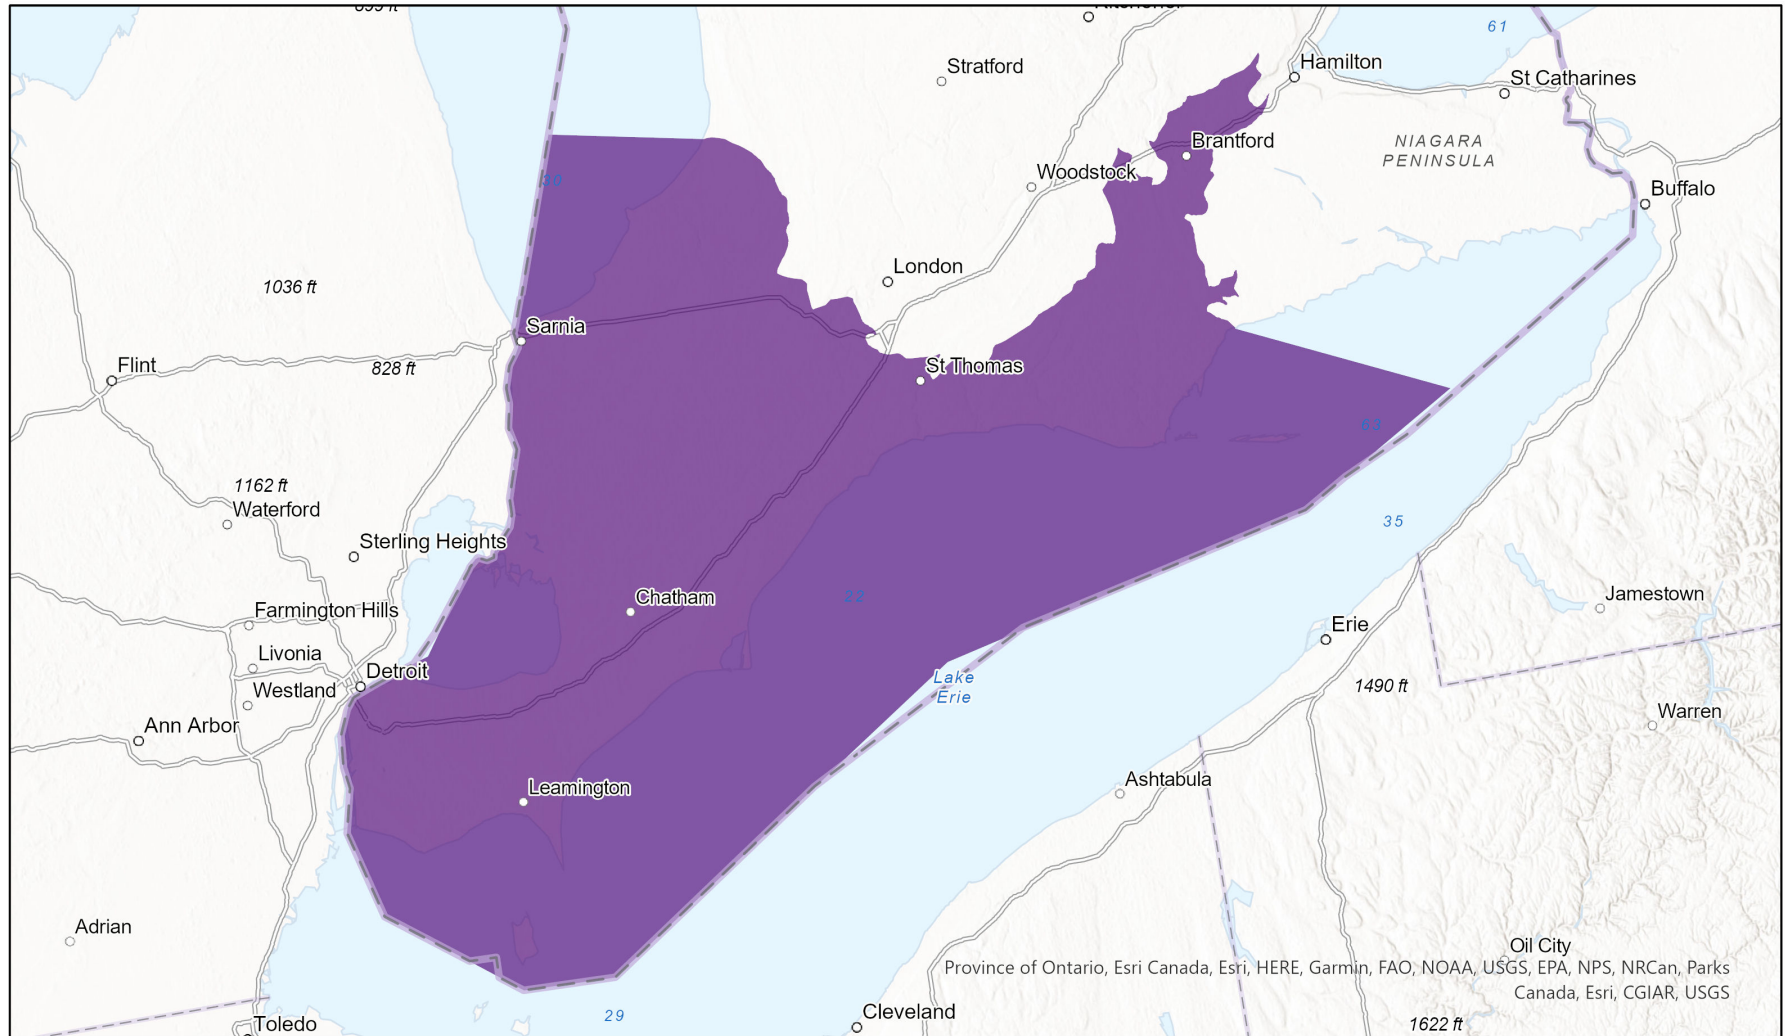 61
Hamilton
Stratford
St Catharines
Brantford
NIAGARA
PENINSULA
Woodstock
30
Buffalo
London
1036 ft
Sarnia
Flint
828 ft
St Thomas
63
1162 ft
Waterford
35
Sterling Heights
Chatham
22
Jamestown
Farmington Hills
Erie
Livonia
Detroit
Lake
Erie
Westland
1490 ft
Ann Arbor
Warren
Leamington
Ashtabula
Adrian
Oil City
Province of Ontario, Esri Canada, Esri, HERE, Garmin, FAO, NOAA, USGS, EPA, NPS, NRCan, Parks
Canada, Esri, CGIAR, USGS
Cleveland
29
Toledo
1622 ft